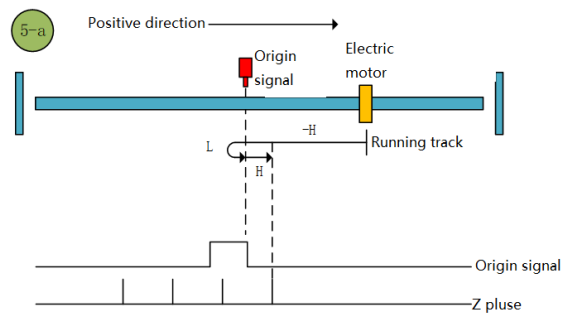 5-a
Positive direction
Origin
signal
Electric
motor
-H
Running track
L
H
Origin signal
Z pluse